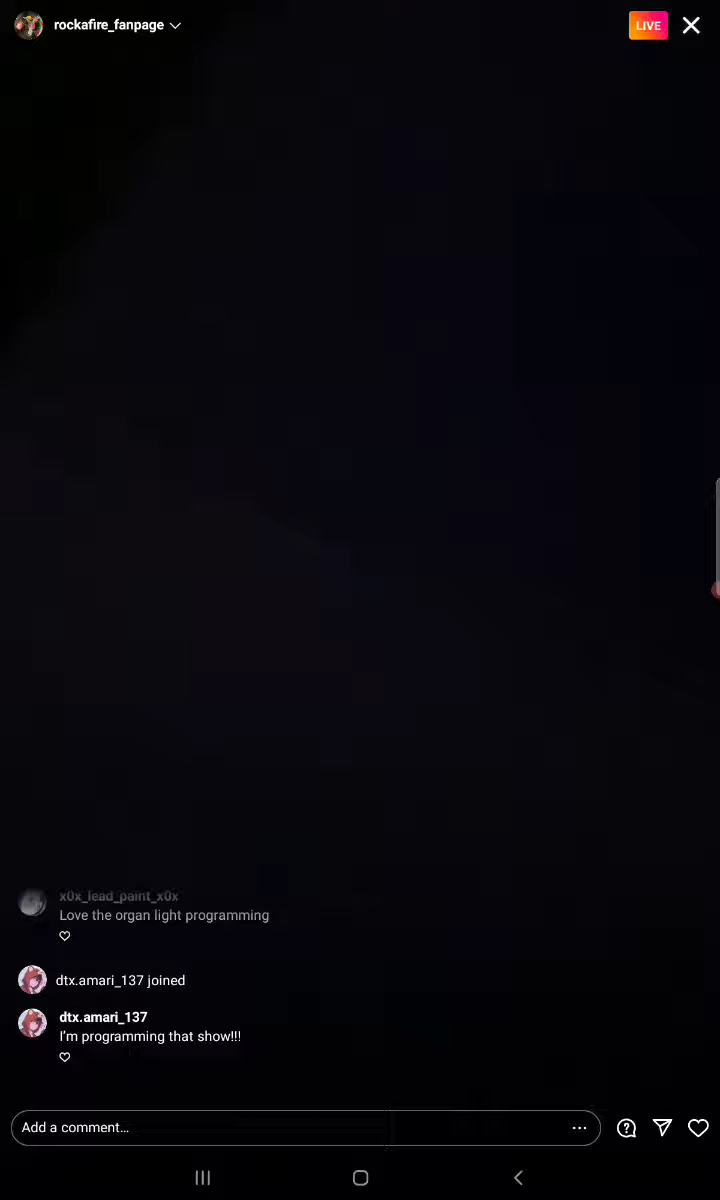 rockafire_fanpage
LIVE
x0x_lead_paint_x0x
Love the organ light programming
dtx.amari_137 joined
dtx.amari_137
I'm programming that show!!!
Add a comment...